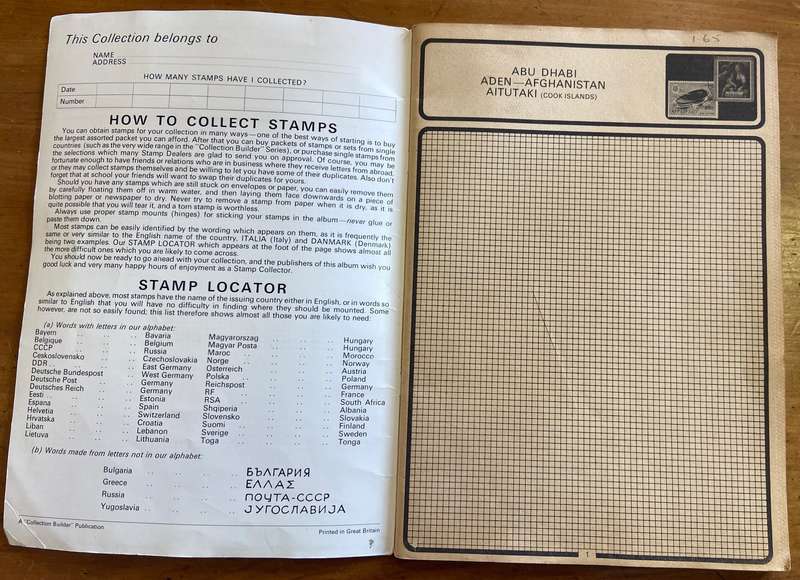 This Collection belongs to
NAME
ADDRESS
HOW MANY STAMPS HAVE I COLLECTED?
Date
Number
HOW TO COLLECT STAMPS
You can obtain stamps for your collection in many ways—one of the best ways of starting is to buy
the largest assorted packet you can afford. After that you can buy packets of stamps or sets from single
countries (such as the very wide range in the "Collection Builder" Series), or purchase single stamps from
the selections which many Stamp Dealers are glad to send you on approval. Of course, you may be
fortunate enough to have friends or relations who are in business where they receive letters from abroad,
or they may collect stamps themselves and be willing to let you have some of their duplicates. Also don't
forget that at school your friends will want to swap their duplicates for yours.
Should you have any stamps which are still stuck on envelopes or paper, you can easily remove them
by carefully floating them off in warm water, and then laying them face downwards on a piece of
blotting paper or newspaper to dry. Never try to remove a stamp from paper when it is dry, as it is
quite possible that you will tear it, and a torn stamp is worthless.
Always use proper stamp mounts (hinges) for sticking your stamps in the album—never glue or
paste them down.
Most stamps can be easily identified by the wording which appears on them, as it is frequently the
same or very similar to the English name of the country, ITALIA (Italy) and DANMARK (Denmark)
being two examples. Our STAMP LOCATOR which appears at the foot of the page shows almost all
the more difficult ones which you are likely to come across.
You should now be ready to go ahead with your collection, and the publishers of this album wish you
good luck and very many happy hours of enjoyment as a Stamp Collector.
STAMP LOCATOR
As explained above, most stamps have the name of the issuing country either in English, or in words so
similar to English that you will have no difficulty in finding where they should be mounted. Some
however, are not so easily found; this list therefore shows almost all those you are likely to need:
(a) Words with letters in our alphabet:
Bayern .. .. .. Bavaria
Belgique .. .. .. Belgium
CCCP .. .. .. Russia
Ceskoslovensko .. .. Czechoslovakia
DDR .. .. .. East Germany
Deutsche Bundespost .. West Germany
Deutsche Post .. .. Germany
Deutsches Reich .. .. Germany
Eesti .. .. .. Estonia
Espana .. .. .. Spain
Helvetia .. .. .. Switzerland
Hrvatska .. .. .. Croatia
Liban .. .. .. Lebanon
Lietuva .. .. .. Lithuania
Magyarorszag .. .. Hungary
Magyar Posta .. .. Hungary
Maroc .. .. .. Morocco
Norge .. .. .. Norway
Osterreich .. .. .. Austria
Polska .. .. .. Poland
Reichspost .. .. .. Germany
RF .. .. .. France
RSA .. .. .. South Africa
Shqiperia .. .. .. Albania
Slovensko .. .. .. Slovakia
Suomi .. .. .. Finland
Sverige .. .. .. Sweden
Toga .. .. .. Tonga
(b) Words made from letters not in our alphabet:
Bulgaria .. .. .. .. БЪЛГАРИЯ
Greece .. .. .. .. ΕΛΛΑΣ
Russia .. .. .. .. ПОЧТА-СССР
Yugoslavia .. .. .. .. ЈУГОСЛАВИЈА
A "Collection Builder" Publication
Printed in Great Britain
?
1.65
ABU DHABI
ADEN—AFGHANISTAN
AITUTAKI (COOK ISLANDS)
1